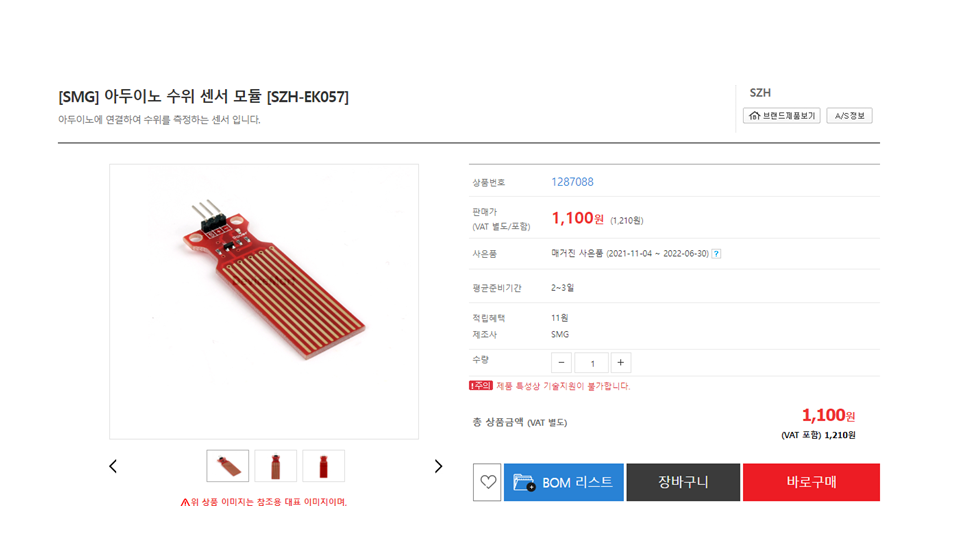 [SMG] 아두이노 수위 센서 모듈 [SZH-EK057]
아두이노에 연결하여 수위를 측정하는 센서 입니다.
SZH
브랜드제품보기
A/S정보
상품번호 1287088
판매가
(VAT 별도/포함)
1,100원 (1,210원)
사은품 매거진 사은품 (2021-11-04 ~ 2022-06-30) ?
평균준비기간 2~3일
적립혜택 11원
제조사 SMG
수량 - 1 +
!주의 제품 특성상 기술지원이 불가합니다.
총 상품금액 (VAT 별도)
1,100원
(VAT 포함) 1,210원
위 상품 이미지는 참조용 대표 이미지이며,
BOM 리스트
장바구니
바로구매